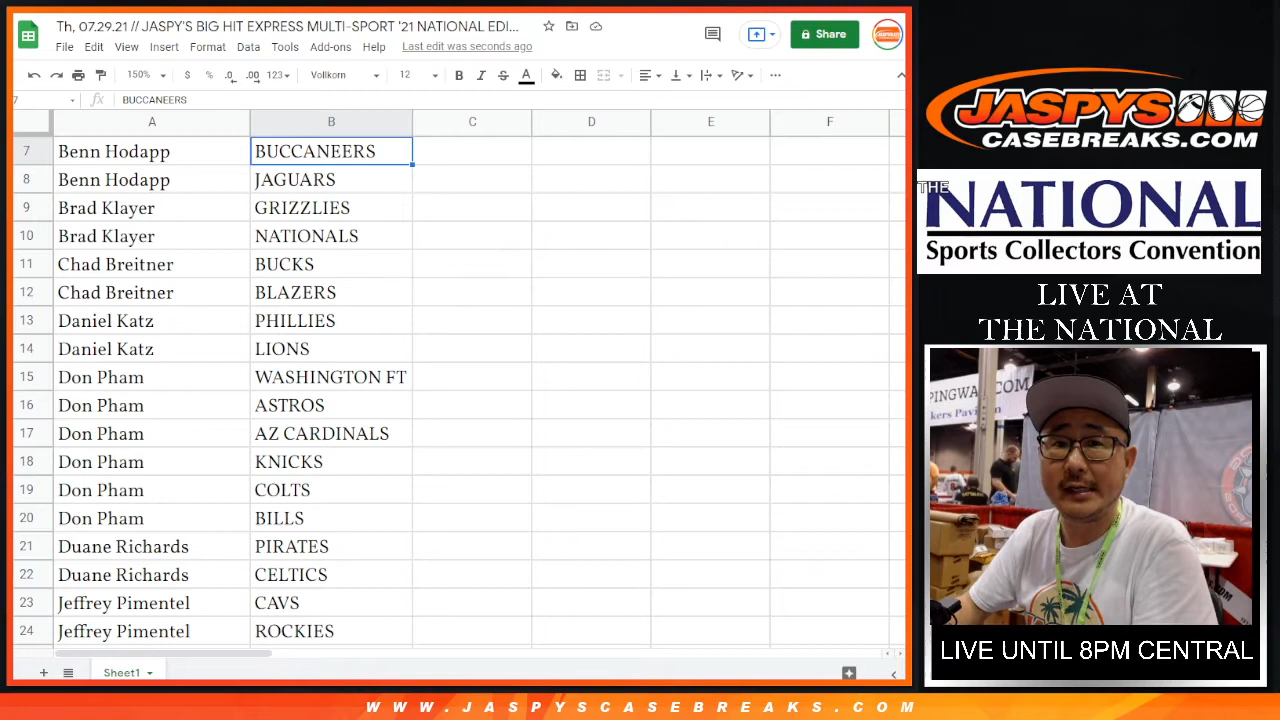 Th, 07.29.21 // JASPY'S BIG HIT EXPRESS MULTI-SPORT '21 NATIONAL EDI...
File Edit View Insert Format Data Tools Add-ons Help Last edit was seconds ago
Share
150% $ % .0 .00 123 Vollkorn 12 B I S A
7 fx BUCCANEERS
A B C D E F
7 Benn Hodapp BUCCANEERS
8 Benn Hodapp JAGUARS
9 Brad Klayer GRIZZLIES
10 Brad Klayer NATIONALS
11 Chad Breitner BUCKS
12 Chad Breitner BLAZERS
13 Daniel Katz PHILLIES
14 Daniel Katz LIONS
15 Don Pham WASHINGTON FT
16 Don Pham ASTROS
17 Don Pham AZ CARDINALS
18 Don Pham KNICKS
19 Don Pham COLTS
20 Don Pham BILLS
21 Duane Richards PIRATES
22 Duane Richards CELTICS
23 Jeffrey Pimentel CAVS
24 Jeffrey Pimentel ROCKIES
Sheet1
JASPYS
CASEBREAKS.COM
THE
NATIONAL
Sports Collectors Convention
LIVE AT
THE NATIONAL
PINGWAX.COM
kers Pavilion
LIVE UNTIL 8PM CENTRAL
WWW.JASPYSCASEBREAKS.COM